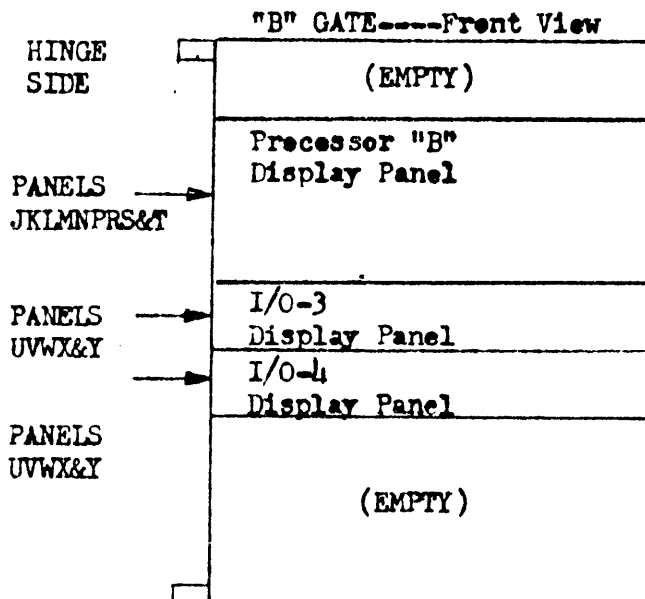 "B" GATE----Front View
HINGE
SIDE
(EMPTY)
Precessor "B"
Display Panel
PANELS
JKLMNPRS&T
I/O-3
Display Panel
PANELS
UVWX&Y
I/O-4
Display Panel
PANELS
UVWX&Y
(EMPTY)